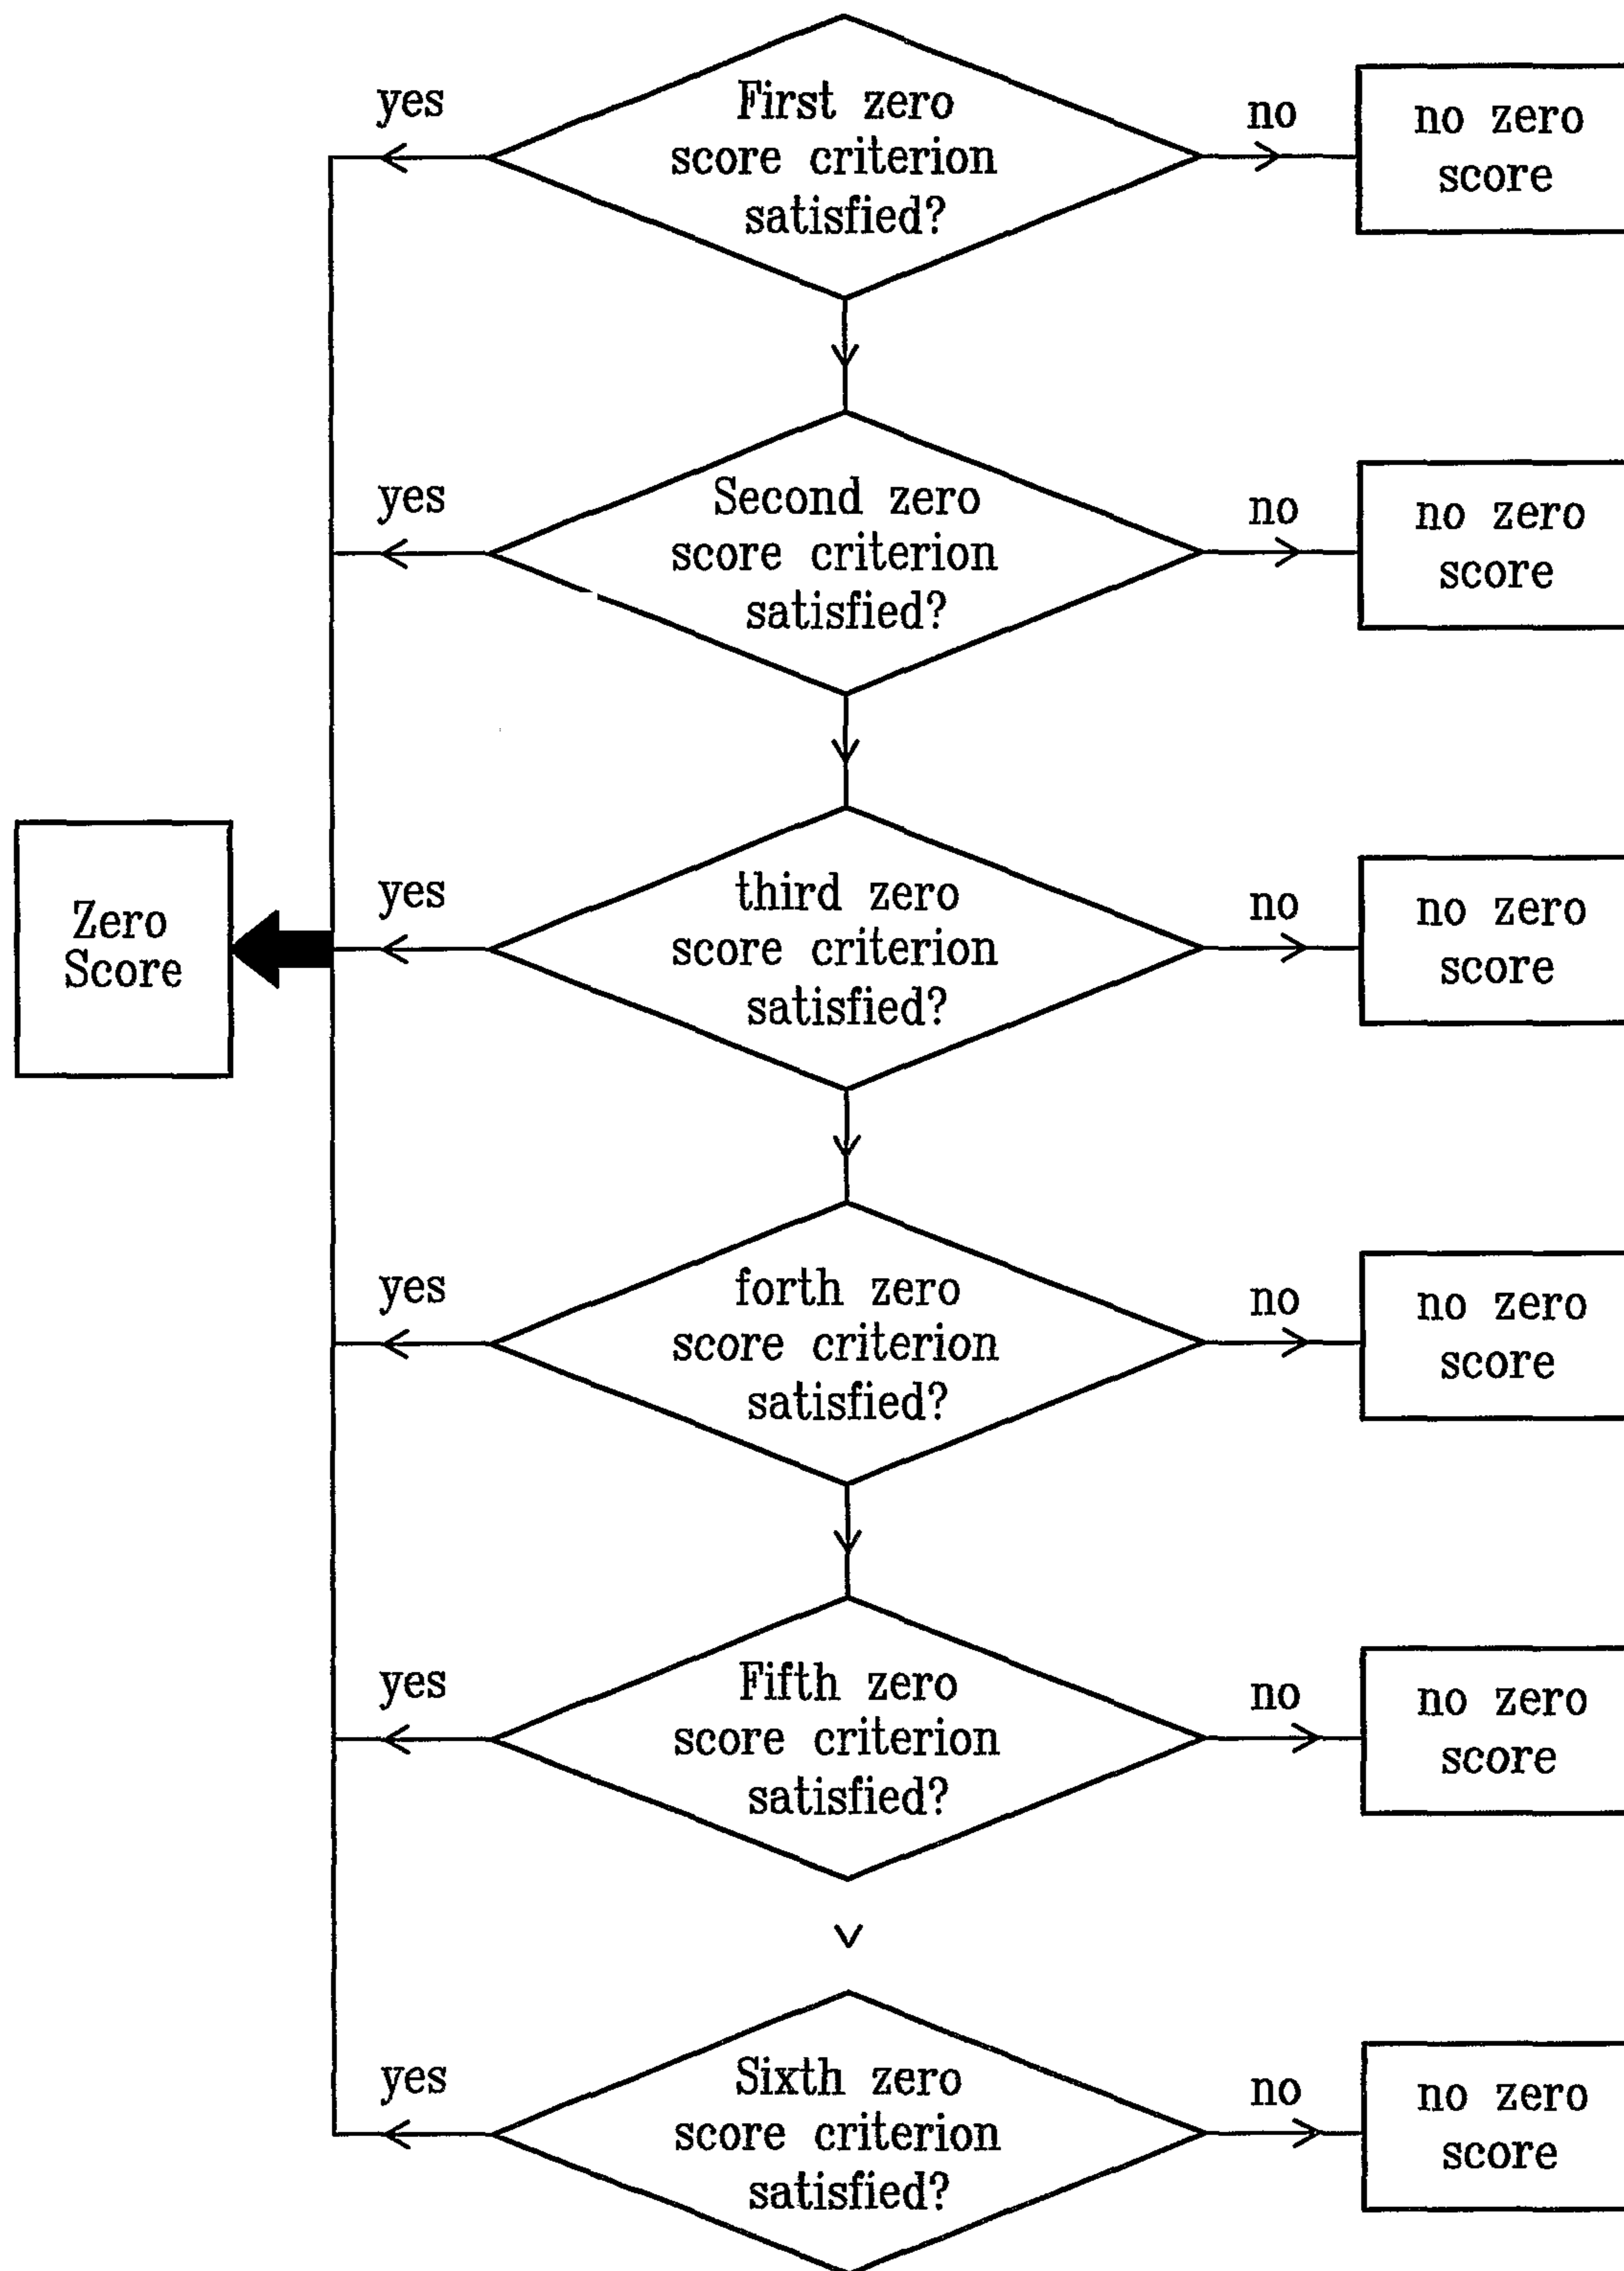 yes
First zero
score criterion
satisfied?
no
no zero
score
yes
Second zero
score criterion
satisfied?
no
no zero
score
Zero
Score
yes
third zero
score criterion
satisfied?
no
no zero
score
yes
forth zero
score criterion
satisfied?
no
no zero
score
yes
Fifth zero
score criterion
satisfied?
no
no zero
score
yes
Sixth zero
score criterion
satisfied?
no
no zero
score